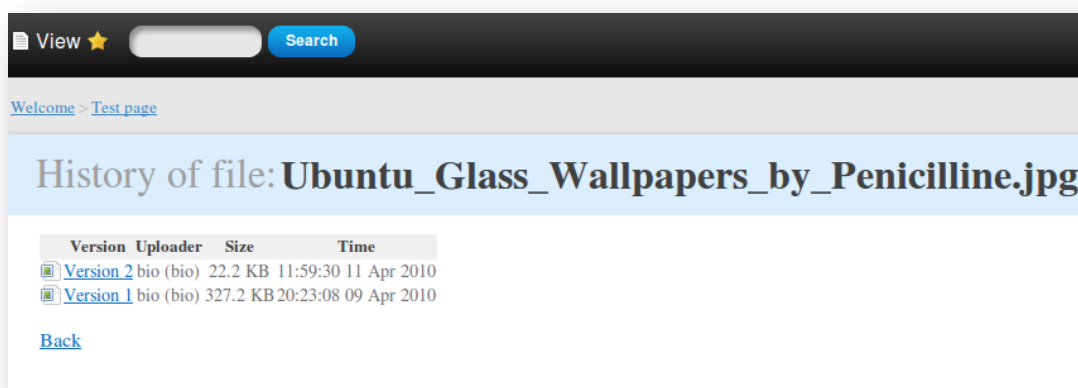 View Search
Welcome > Test page
History of file: Ubuntu_Glass_Wallpapers_by_Penicilline.jpg
Version Uploader Size Time
Version 2 bio (bio) 22.2 KB 11:59:30 11 Apr 2010
Version 1 bio (bio) 327.2 KB 20:23:08 09 Apr 2010
Back